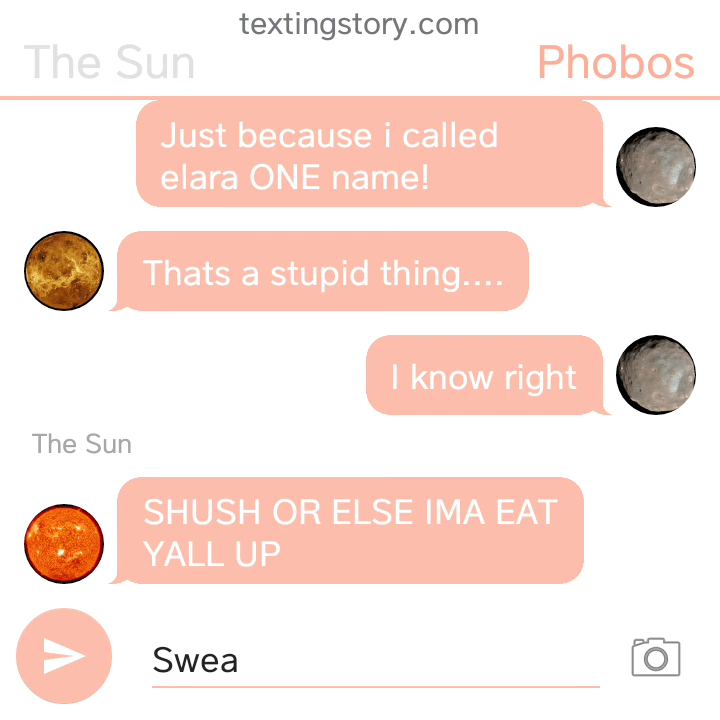 textingstory.com
The Sun
Phobos
Just because i called
elara ONE name!
Thats a stupid thing....
I know right
The Sun
SHUSH OR ELSE IMA EAT
YALL UP
Swea